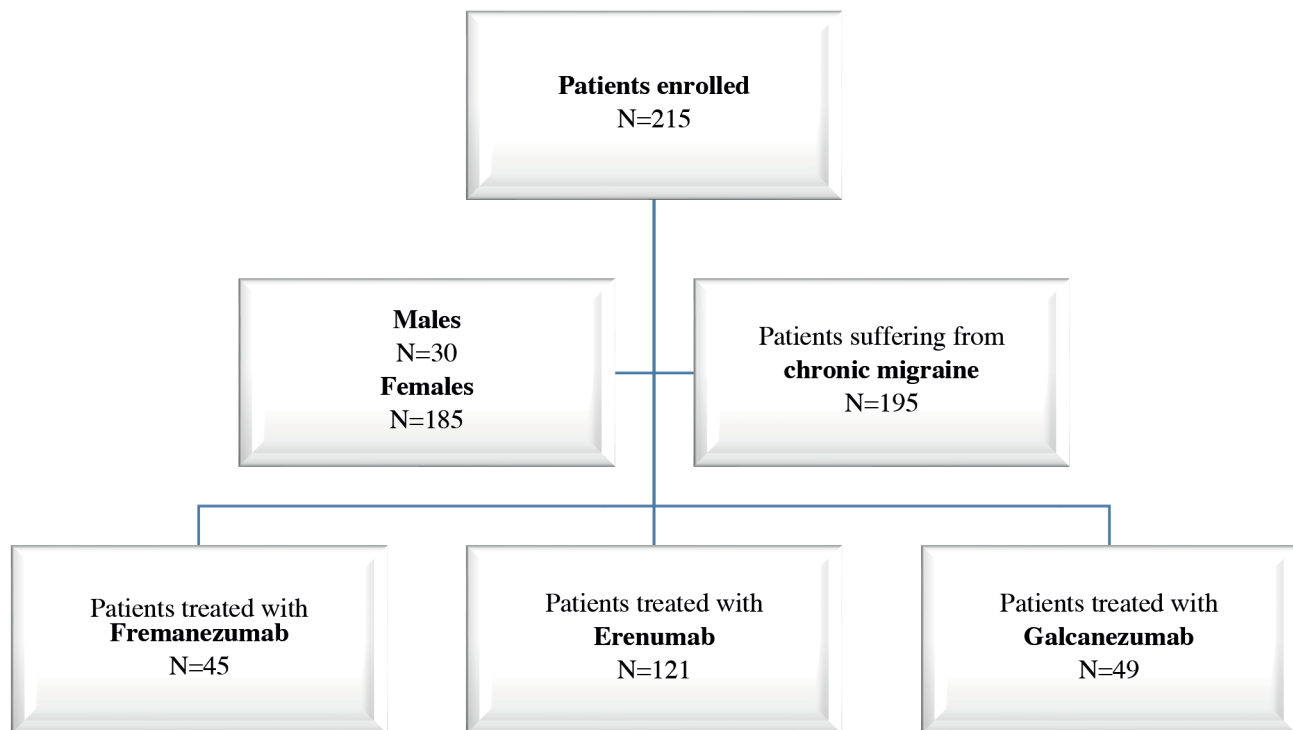 Patients enrolled
N=215
Males
N=30
Females
N=185
Patients suffering from
chronic migraine
N=195
Patients treated with
Fremanezumab
N=45
Patients treated with
Erenumab
N=121
Patients treated with
Galcanezumab
N=49